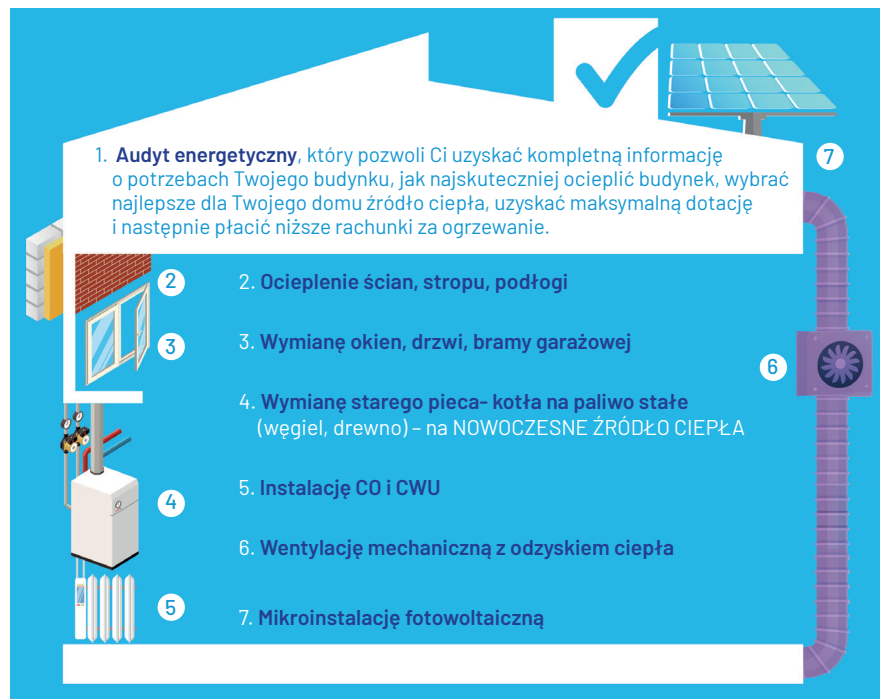 1. Audyt energetyczny, który pozwoli Ci uzyskać kompletną informację
o potrzebach Twojego budynku, jak najskuteczniej ocieplić budynek, wybrać
najlepsze dla Twojego domu źródło ciepła, uzyskać maksymalną dotację
i następnie płacić niższe rachunki za ogrzewanie.
7
2
2. Ocieplenie ścian, stropu, podłogi
3
3. Wymianę okien, drzwi, bramy garażowej
6
4. Wymianę starego pieca- kotła na paliwo stałe
(węgiel, drewno) – na NOWOCZESNE ŹRÓDŁO CIEPŁA
4
5. Instalację CO i CWU
6. Wentylację mechaniczną z odzyskiem ciepła
5
7. Mikroinstalację fotowoltaiczną